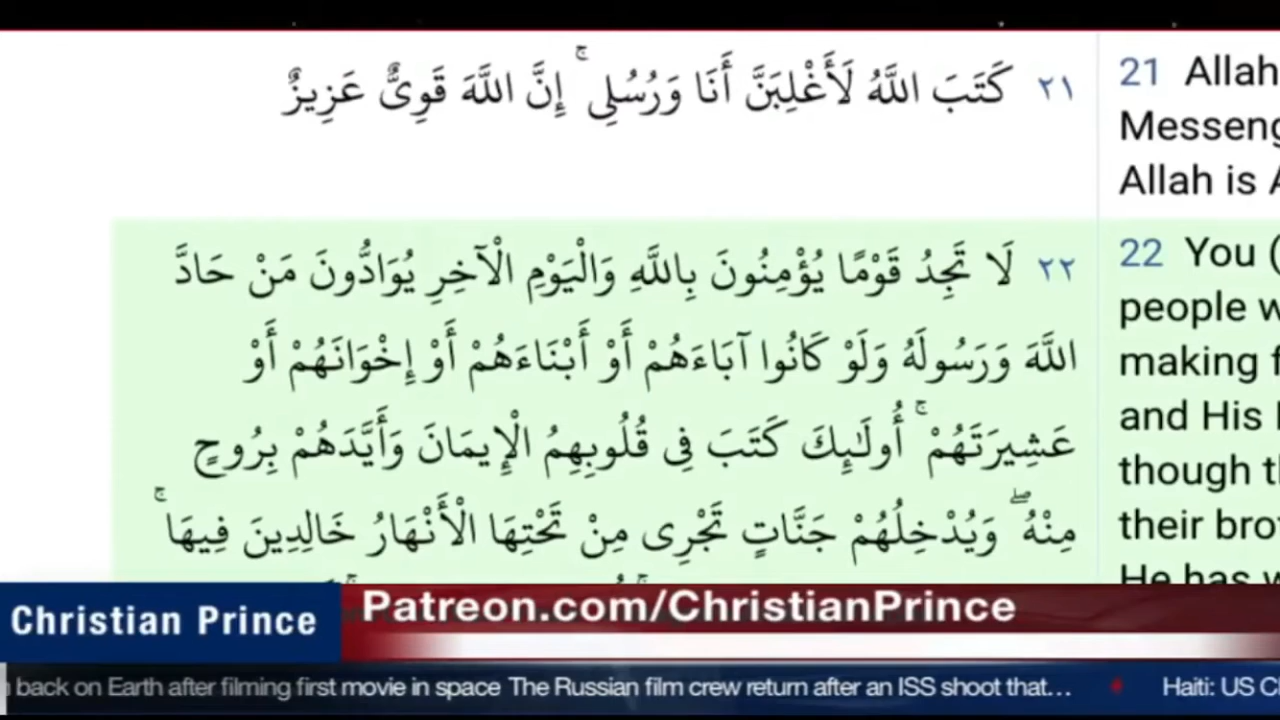 ٢١ كَتَبَ اللَّهُ لَأَغْلِبَنَّ أَنَا وَرُسُلِي ۚ إِنَّ اللَّهَ قَوِيٌّ عَزِيزٌ
21 Allah
Messeng
Allah is A
٢٢ لَا تَجِدُ قَوْمًا يُؤْمِنُونَ بِاللَّهِ وَالْيَوْمِ الْآخِرِ يُوَادُّونَ مَنْ حَادَّ
اللَّهَ وَرَسُولَهُ وَلَوْ كَانُوا آبَاءَهُمْ أَوْ أَبْنَاءَهُمْ أَوْ إِخْوَانَهُمْ أَوْ
عَشِيرَتَهُمْ ۚ أُولَٰئِكَ كَتَبَ فِي قُلُوبِهِمُ الْإِيمَانَ وَأَيَّدَهُمْ بِرُوحٍ
مِنْهُ ۖ وَيُدْخِلُهُمْ جَنَّاتٍ تَجْرِي مِنْ تَحْتِهَا الْأَنْهَارُ خَالِدِينَ فِيهَا ۚ
22 You (
people w
making f
and His
though t
their bro
He has w
Christian Prince
Patreon.com/ChristianPrince
back on Earth after filming first movie in space The Russian film crew return after an ISS shoot that... Haiti: US